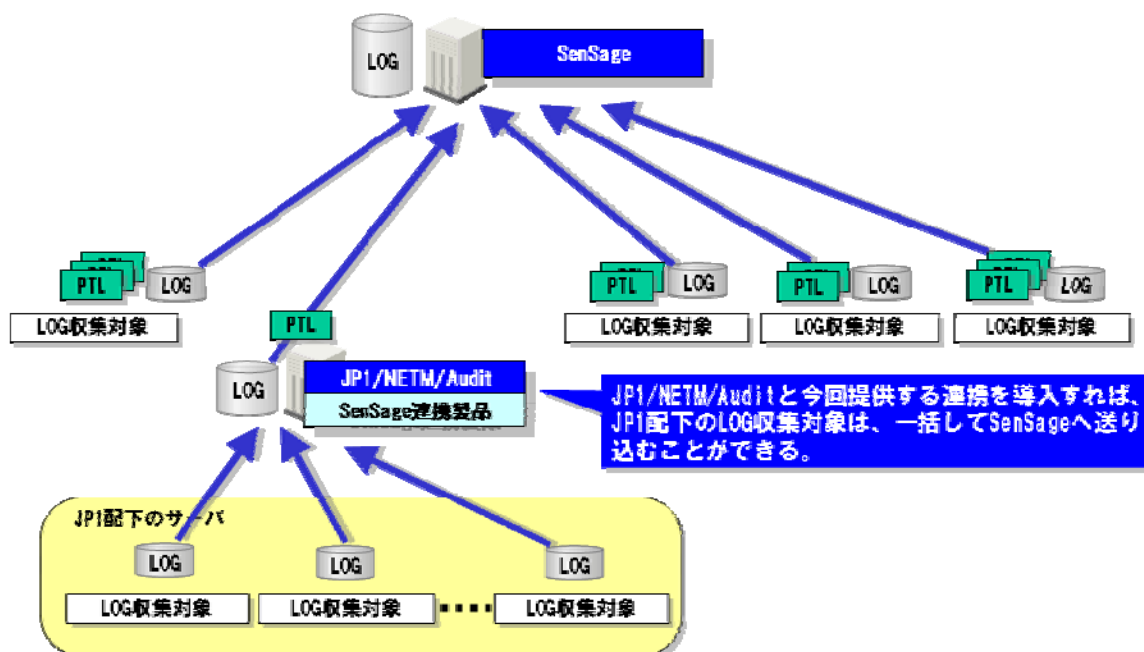 LOG
SenSage
PTL
LOG
LOG収集対象
PTL
LOG
LOG収集対象
PTL
LOG
LOG収集対象
PTL
LOG
LOG収集対象
PTL
LOG
JP1/NETM/Audit
SenSage連携製品
JP1/NETM/Auditと今回提供する連携を導入すれば、
JP1配下のLOG収集対象は、一括してSenSageへ送り
込むことができる。
JP1配下のサーバ
LOG
LOG
LOG
LOG収集対象
LOG収集対象
LOG収集対象